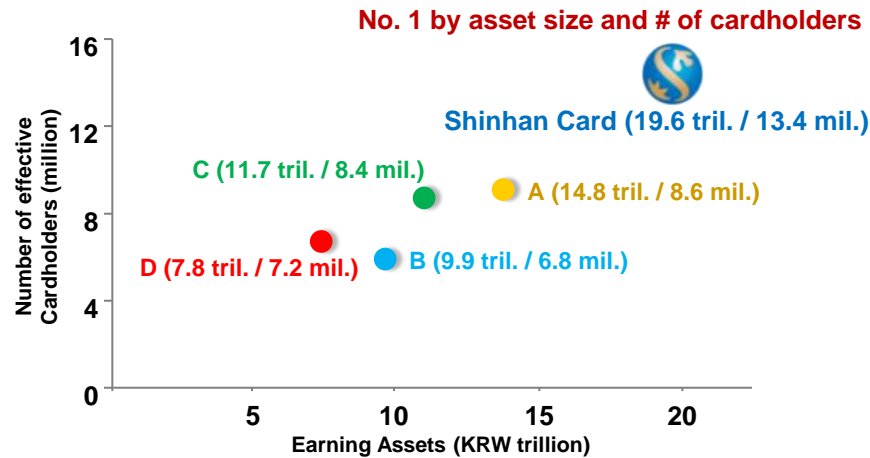 No. 1 by asset size and # of cardholders
16
Shinhan Card (19.6 tril. / 13.4 mil.)
12
C (11.7 tril. / 8.4 mil.)
A (14.8 tril. / 8.6 mil.)
8
D (7.8 tril. / 7.2 mil.)
B (9.9 tril. / 6.8 mil.)
4
0
Number of effective
Cardholders (million)
5
10
15
20
Earning Assets (KRW trillion)